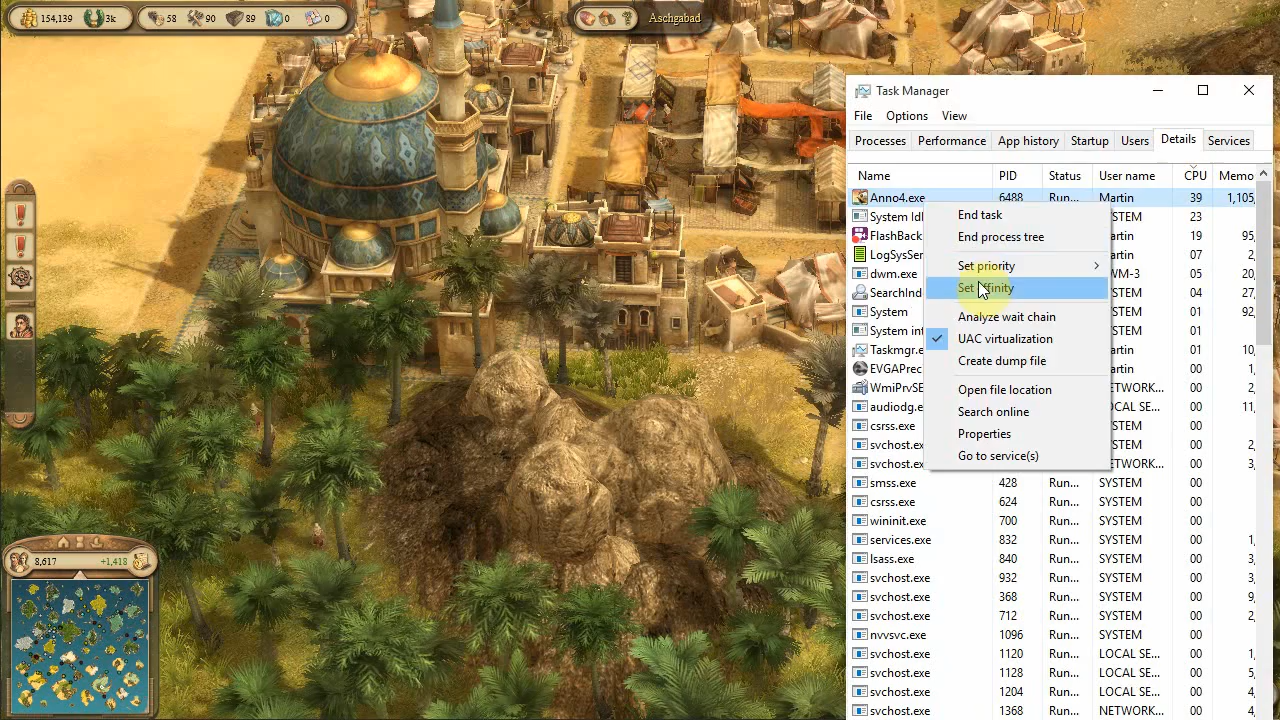 154,139 3k 58 90 89 0 0 Aschgabad
Task Manager
File Options View
Processes Performance App history Startup Users Details Services
Name PID Status User name CPU Memo
Anno4.exe 6488 Run... Martin 39 1,105,
System Idl STEM 23
FlashBack artin 19 95,
LogSysSer STEM 07 2,
dwm.exe WM-3 05 20,
SearchInd STEM 04 27,
System STEM 01 92,
System int STEM 01
Taskmgr.e artin 01 10,
EVGAPrec artin 00 1,
WmiPrvSE NETWORK... 00 2,
audiodg.e OCAL SE... 00 11,
csrss.exe STEM 00
svchost.ex STEM 00 2,
svchost.ex NETWORK... 00 3,
smss.exe 428 Run... SYSTEM 00
csrss.exe 624 Run... SYSTEM 00
wininit.exe 700 Run... SYSTEM 00
services.exe 832 Run... SYSTEM 00 1,
lsass.exe 840 Run... SYSTEM 00 3,
svchost.exe 932 Run... SYSTEM 00 3,
svchost.exe 368 Run... SYSTEM 00 9,
svchost.exe 712 Run... SYSTEM 00 2,
nvvsvc.exe 1096 Run... SYSTEM 00
svchost.exe 1120 Run... LOCAL SE... 00 1,
svchost.exe 1128 Run... LOCAL SE... 00 5,
svchost.exe 1204 Run... LOCAL SE... 00 4,
svchost.exe 1368 Run... NETWORK... 00
End task
End process tree
Set priority
Set affinity
Analyze wait chain
UAC virtualization
Create dump file
Open file location
Search online
Properties
Go to service(s)
8,617 +1,418